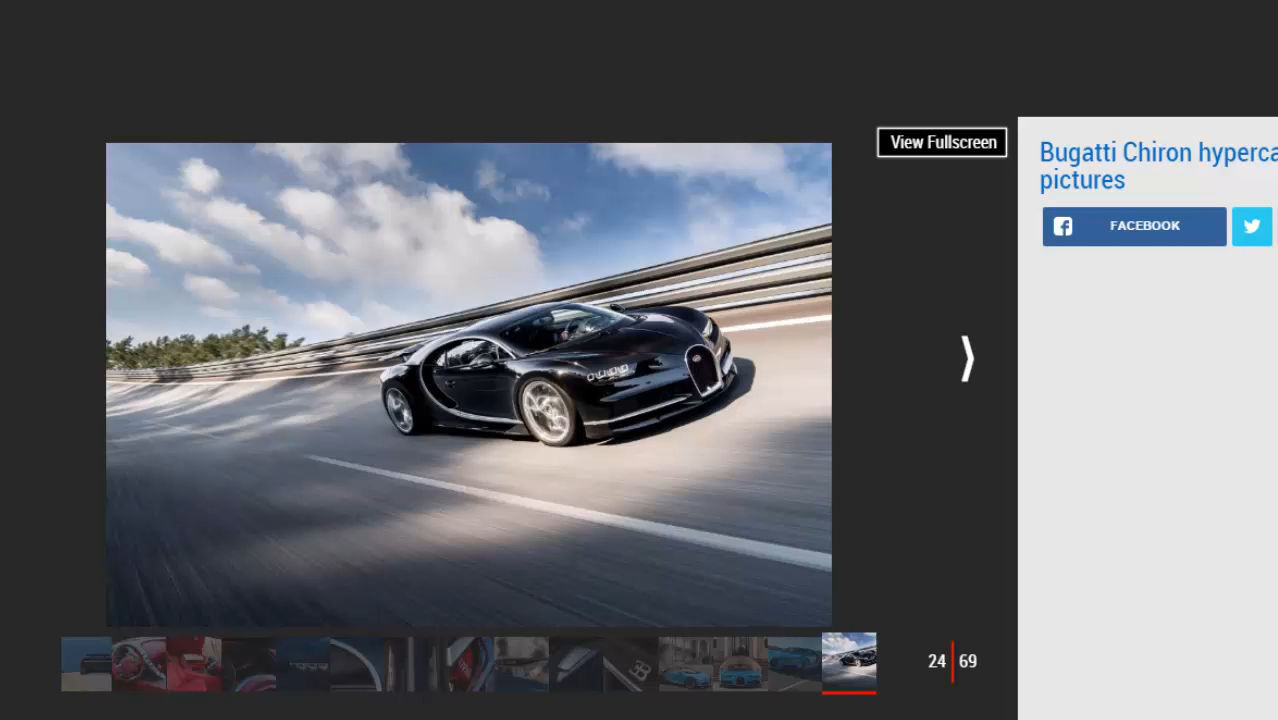 View Fullscreen
Bugatti Chiron hyperca
pictures
FACEBOOK
24 69